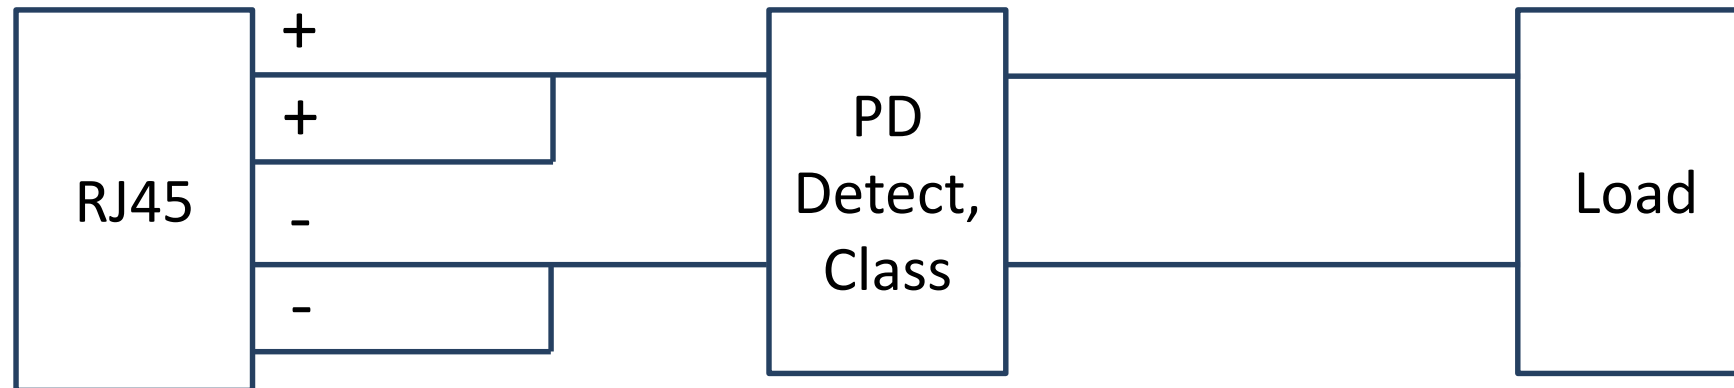 RJ45
+
+
-
-
PD
Detect,
Class
Load